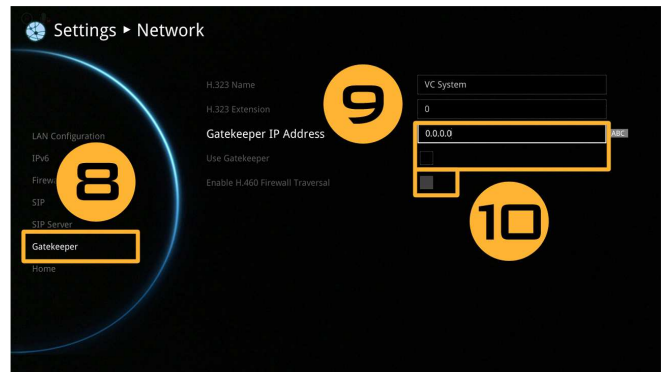 Settings ▸ Network
H.323 Name
VC System
9
H.323 Extension
0
Gatekeeper IP Address
0.0.0.0
ABC
Use Gatekeeper
Enable H.460 Firewall Traversal
10
LAN Configuration
IPv6
8
SIP
SIP Server
Gatekeeper
Home